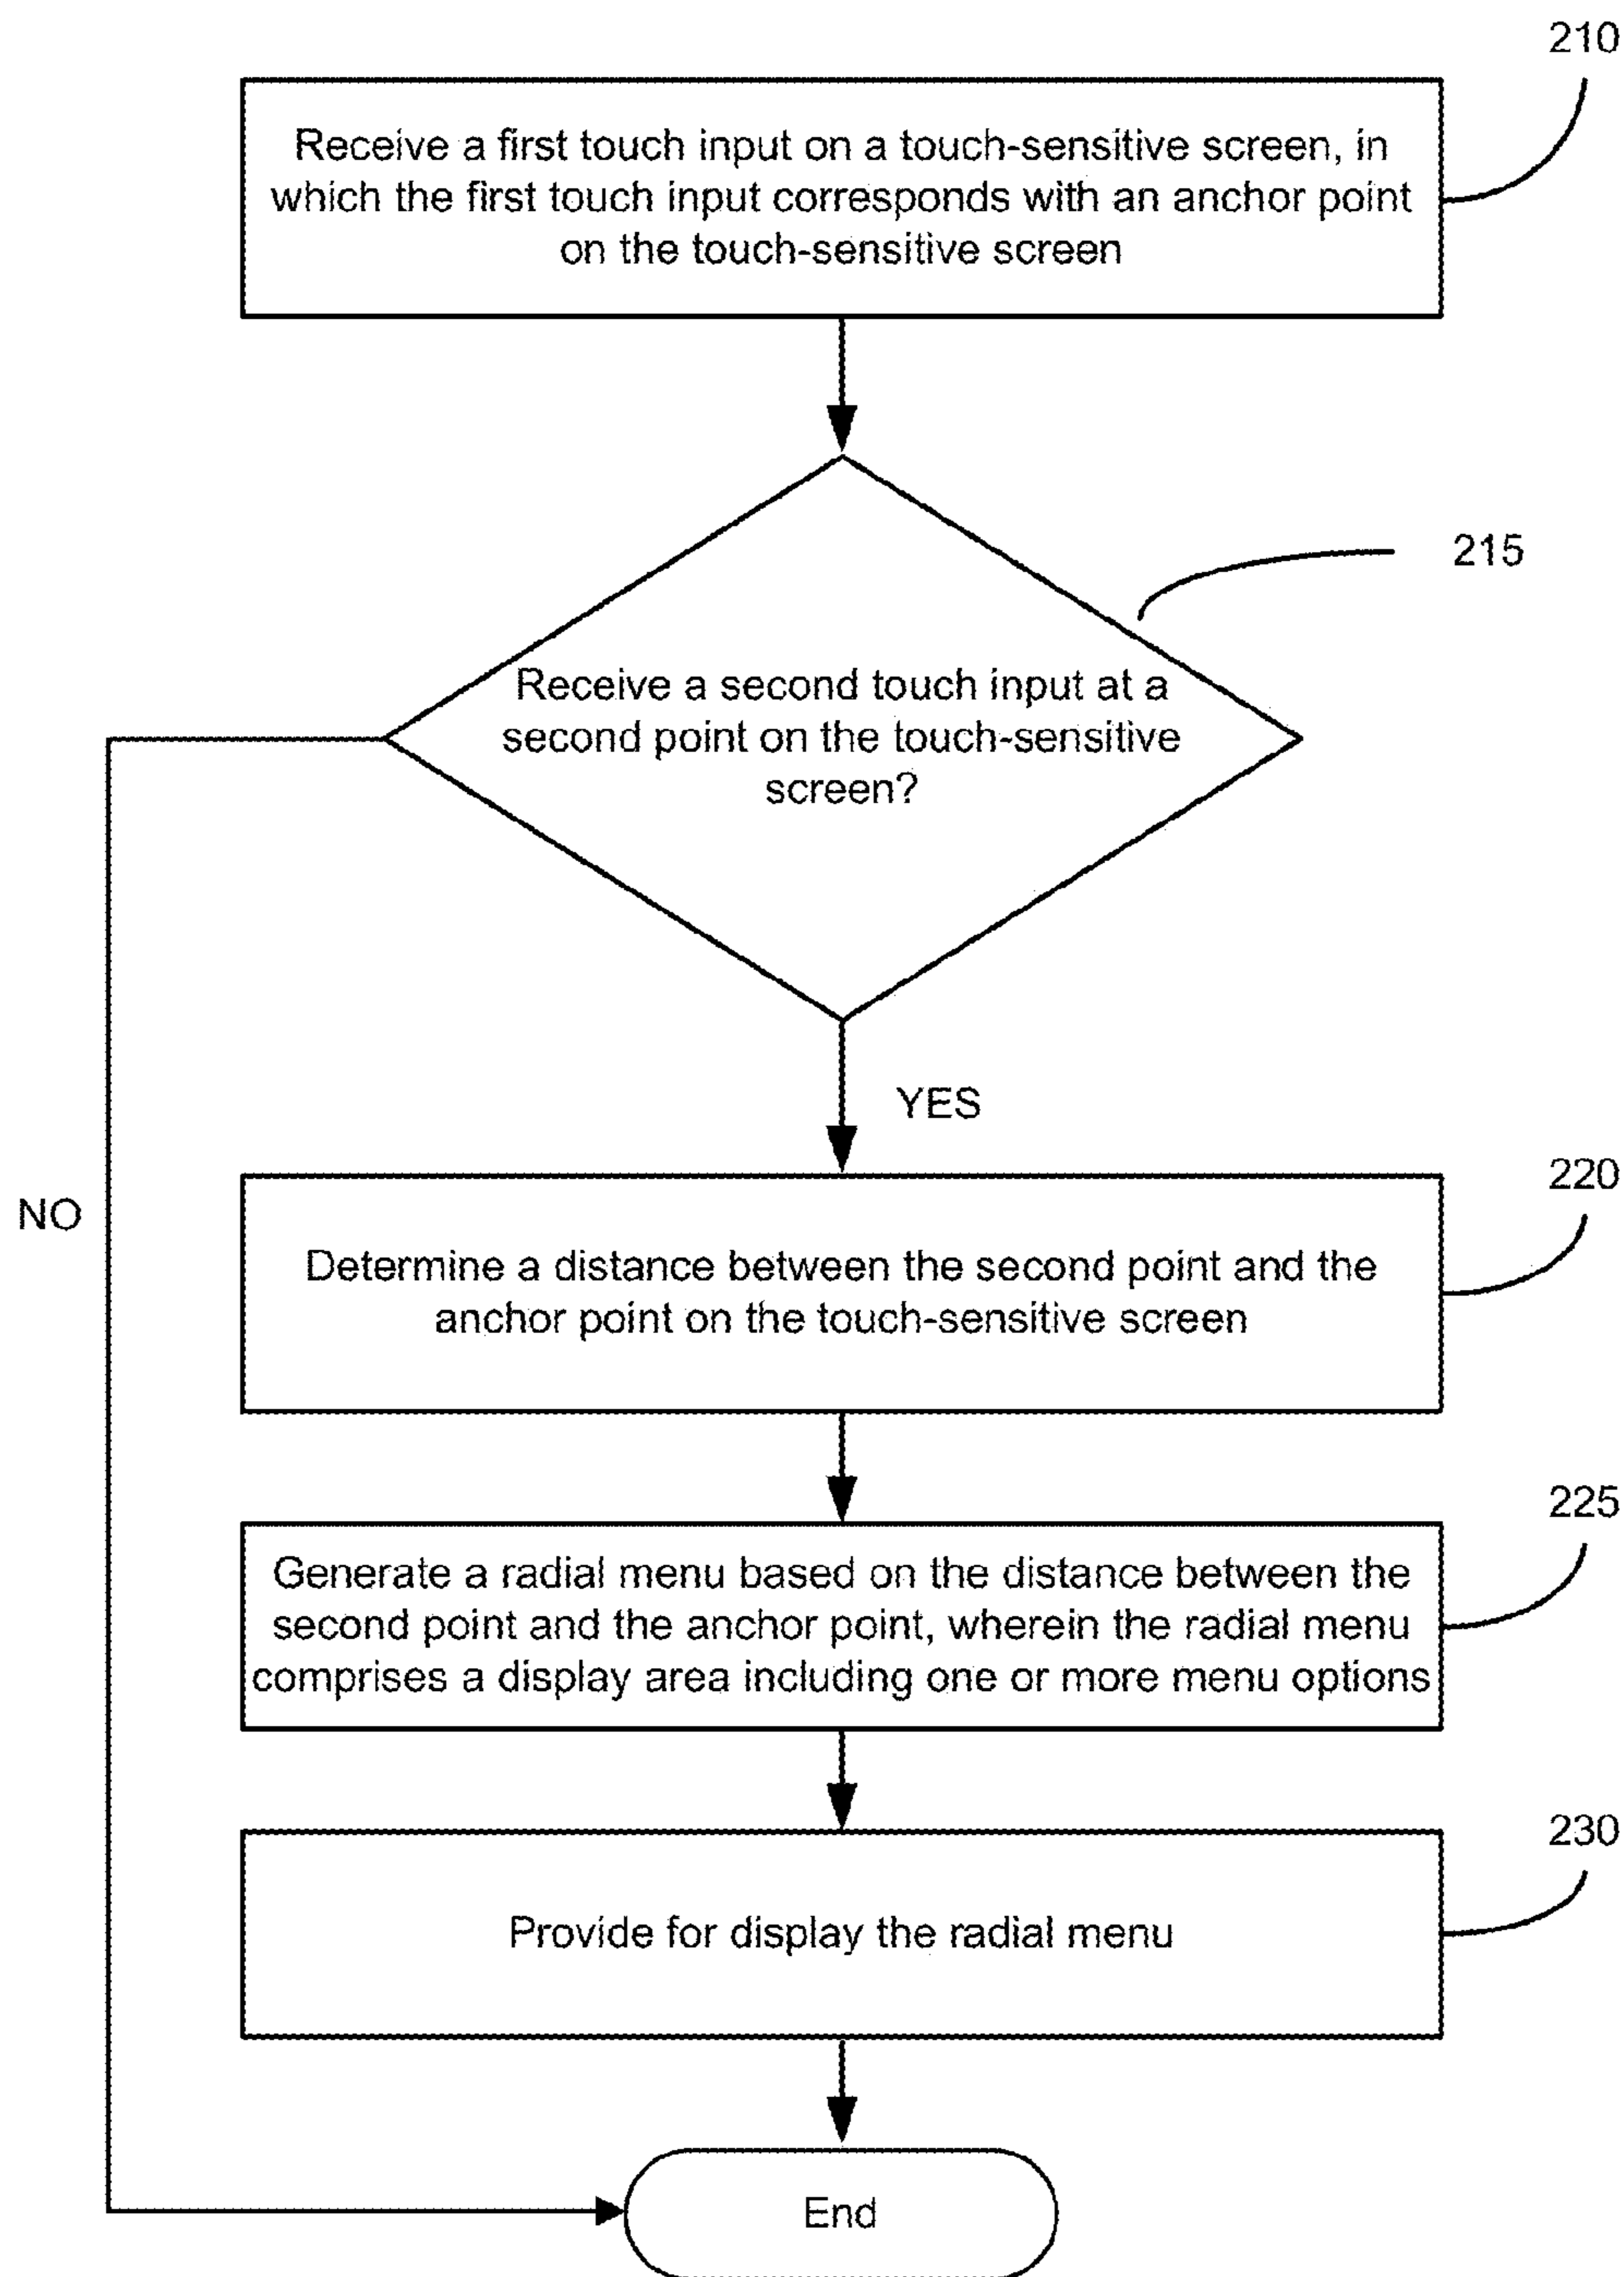 210
Receive a first touch input on a touch-sensitive screen, in
which the first touch input corresponds with an anchor point
on the touch-sensitive screen
215
Receive a second touch input at a
second point on the touch-sensitive
screen?
YES
NO
220
Determine a distance between the second point and the
anchor point on the touch-sensitive screen
225
Generate a radial menu based on the distance between the
second point and the anchor point, wherein the radial menu
comprises a display area including one or more menu options
230
Provide for display the radial menu
End